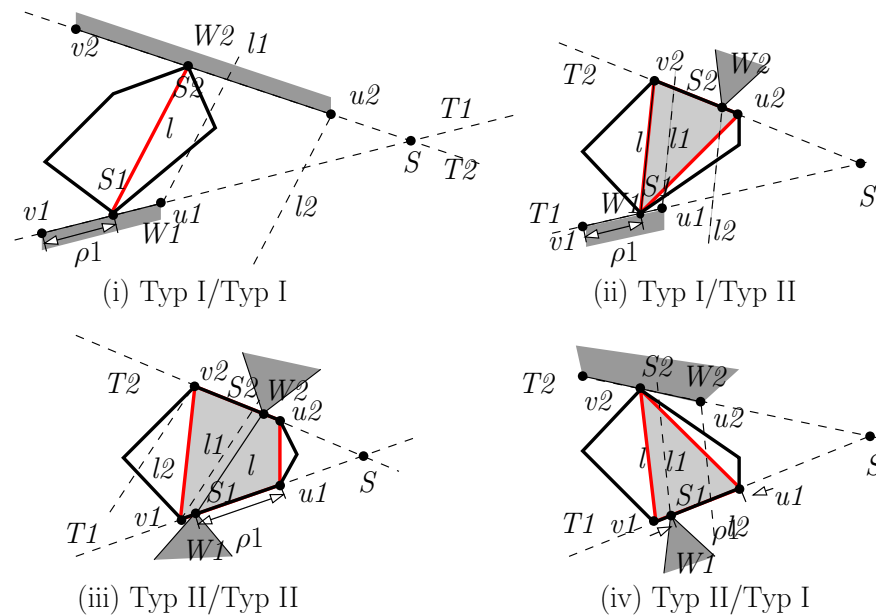 v2
W2
l1
S2
u2
T1
l
S
T2
S1
v1
u1
l2
W1
ρ1
(i) Typ I/Typ I
v2
S2
W2
T2
u2
l
l1
S
S1
W1
T1
v1
u1
l2
ρ1
(ii) Typ I/Typ II
v2
S2
W2
T2
u2
l1
l
l2
S
S1
u1
v1
T1
W1
ρ1
(iii) Typ II/Typ II
S2
W2
T2
v2
u2
l
l1
S
S1
u1
T1
v1
ρ1
l2
W1
(iv) Typ II/Typ I